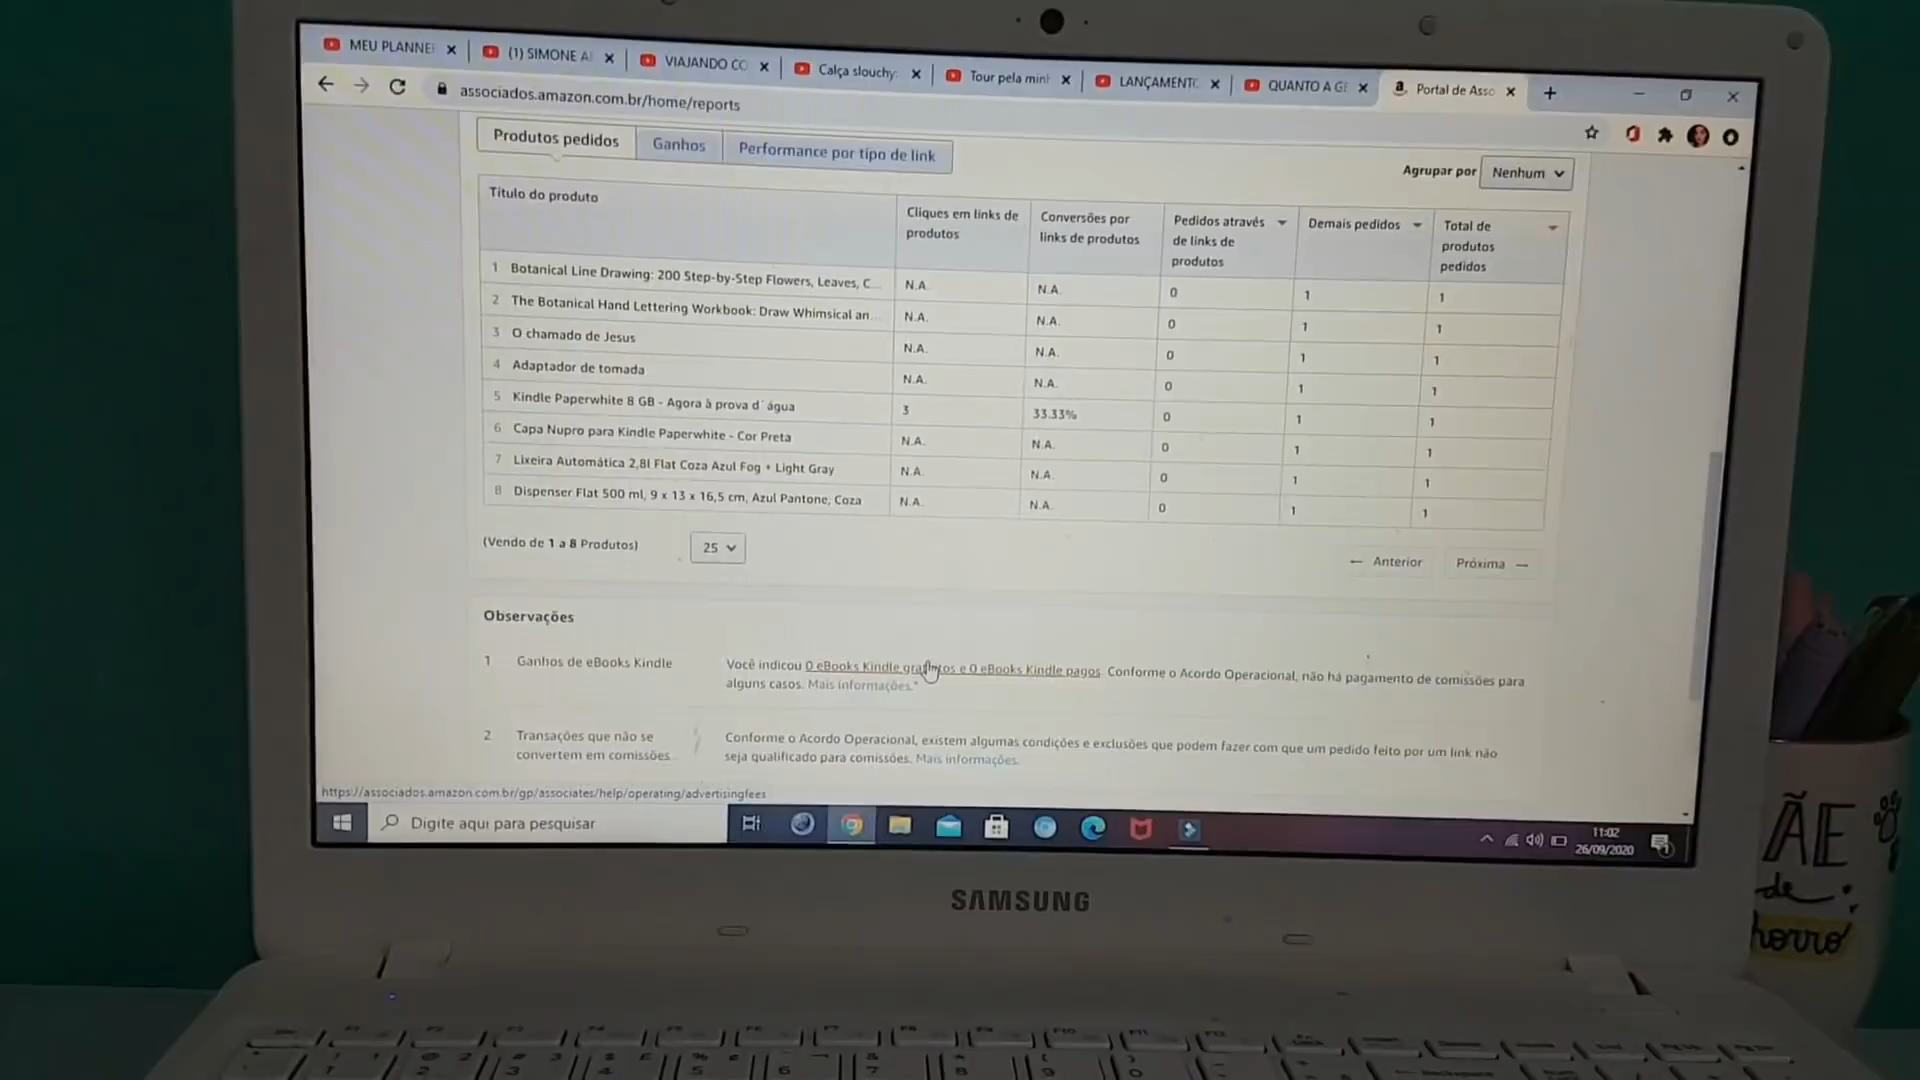 MEU PLANNE
(1) SIMONE A
VIAJANDO CO
Calça slouchy:
Tour pela minh
LANÇAMENTO
QUANTO A GE
Portal de Asso
associados.amazon.com.br/home/reports
Produtos pedidos
Ganhos
Performance por tipo de link
Agrupar por
Nenhum
Título do produto
Cliques em links de
produtos
Conversões por
links de produtos
Pedidos através
de links de
produtos
Demais pedidos
Total de
produtos
pedidos
1 Botanical Line Drawing: 200 Step-by-Step Flowers, Leaves, C... N.A. N.A. 0 1 1
2 The Botanical Hand Lettering Workbook: Draw Whimsical an... N.A. N.A. 0 1 1
3 O chamado de Jesus N.A. N.A. 0 1 1
4 Adaptador de tomada N.A. N.A. 0 1 1
5 Kindle Paperwhite 8 GB - Agora à prova d´água 3 33.33% 0 1 1
6 Capa Nupro para Kindle Paperwhite - Cor Preta N.A. N.A. 0 1 1
7 Lixeira Automática 2,8l Flat Coza Azul Fog + Light Gray N.A. N.A. 0 1 1
8 Dispenser Flat 500 ml, 9 x 13 x 16,5 cm, Azul Pantone, Coza N.A. N.A. 0 1 1
(Vendo de 1 a 8 Produtos)
25
← Anterior
Próxima →
Observações
1 Ganhos de eBooks Kindle
Você indicou 0 eBooks Kindle gratuitos e 0 eBooks Kindle pagos. Conforme o Acordo Operacional, não há pagamento de comissões para
alguns casos. Mais informações."
2 Transações que não se
convertem em comissões
Conforme o Acordo Operacional, existem algumas condições e exclusões que podem fazer com que um pedido feito por um link não
seja qualificado para comissões. Mais informações.
https://associados.amazon.com.br/gp/associates/help/operating/advertisingfees
Digite aqui para pesquisar
11:02
26/09/2020
SAMSUNG
ÃE
de
horro